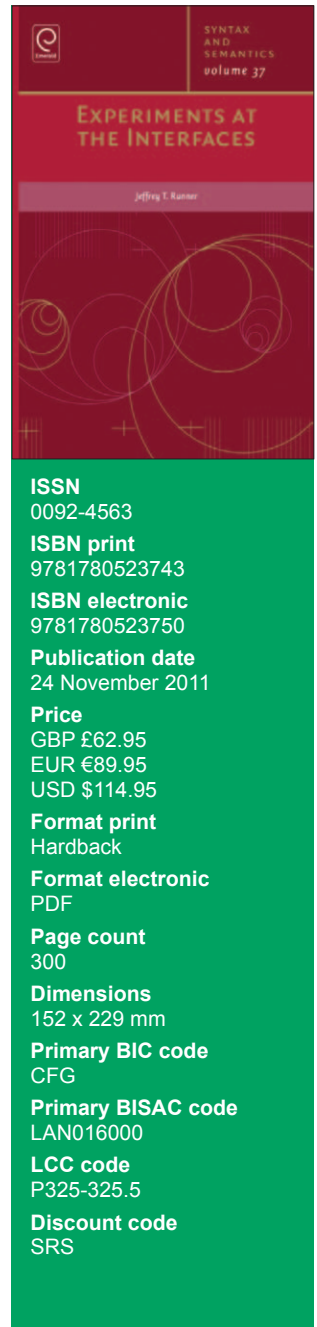 SYNTAX
AND
SEMANTICS
volume 37
Emerald
EXPERIMENTS AT
THE INTERFACES
Jeffrey T. Runner
ISSN
0092-4563
ISBN print
9781780523743
ISBN electronic
9781780523750
Publication date
24 November 2011
Price
GBP £62.95
EUR €89.95
USD $114.95
Format print
Hardback
Format electronic
PDF
Page count
300
Dimensions
152 x 229 mm
Primary BIC code
CFG
Primary BISAC code
LAN016000
LCC code
P325-325.5
Discount code
SRS